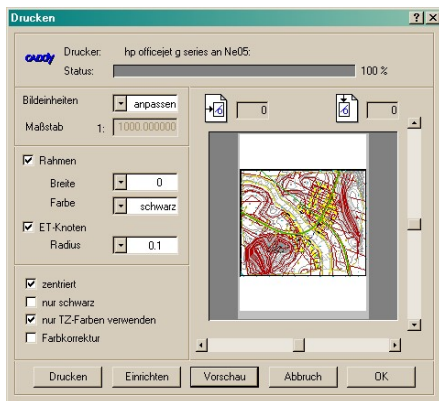 Drucken
CADDy
Drucker: hp officejet g series an Ne05:
Status: 100 %
Bildeinheiten anpassen
Maßstab 1: 1000.000000
0 0
Rahmen
Breite 0
Farbe schwarz
ET-Knoten
Radius 0.1
zentriert
nur schwarz
nur TZ-Farben verwenden
Farbkorrektur
Drucken Einrichten Vorschau Abbruch OK